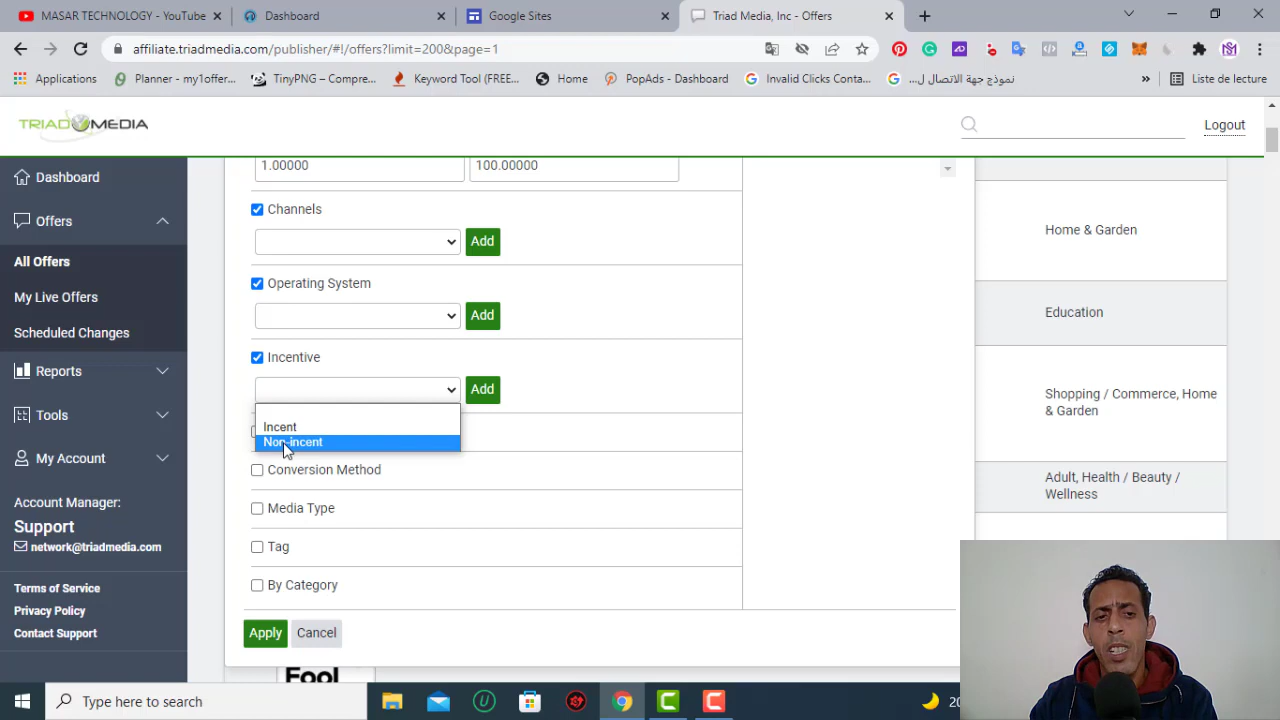 MASAR TECHNOLOGY - YouTube
Dashboard
Google Sites
Triad Media, Inc - Offers
affiliate.triadmedia.com/publisher/#!/offers?limit=200&page=1
Applications
Planner - my1offer...
TinyPNG – Compre...
Keyword Tool (FREE...
Home
PopAds - Dashboard
Invalid Clicks Conta...
نموذج جهة الاتصال ل...
»
Liste de lecture
TRIAD MEDIA
Logout
Dashboard
Offers
All Offers
My Live Offers
Scheduled Changes
Reports
Tools
My Account
Account Manager:
Support
network@triadmedia.com
Terms of Service
Privacy Policy
Contact Support
1.00000
100.00000
Channels
Add
Operating System
Add
Incentive
Add
Incent
Non-incent
Conversion Method
Media Type
Tag
By Category
Apply
Cancel
Fool
Home & Garden
Education
Shopping / Commerce, Home
& Garden
Adult, Health / Beauty /
Wellness
Type here to search